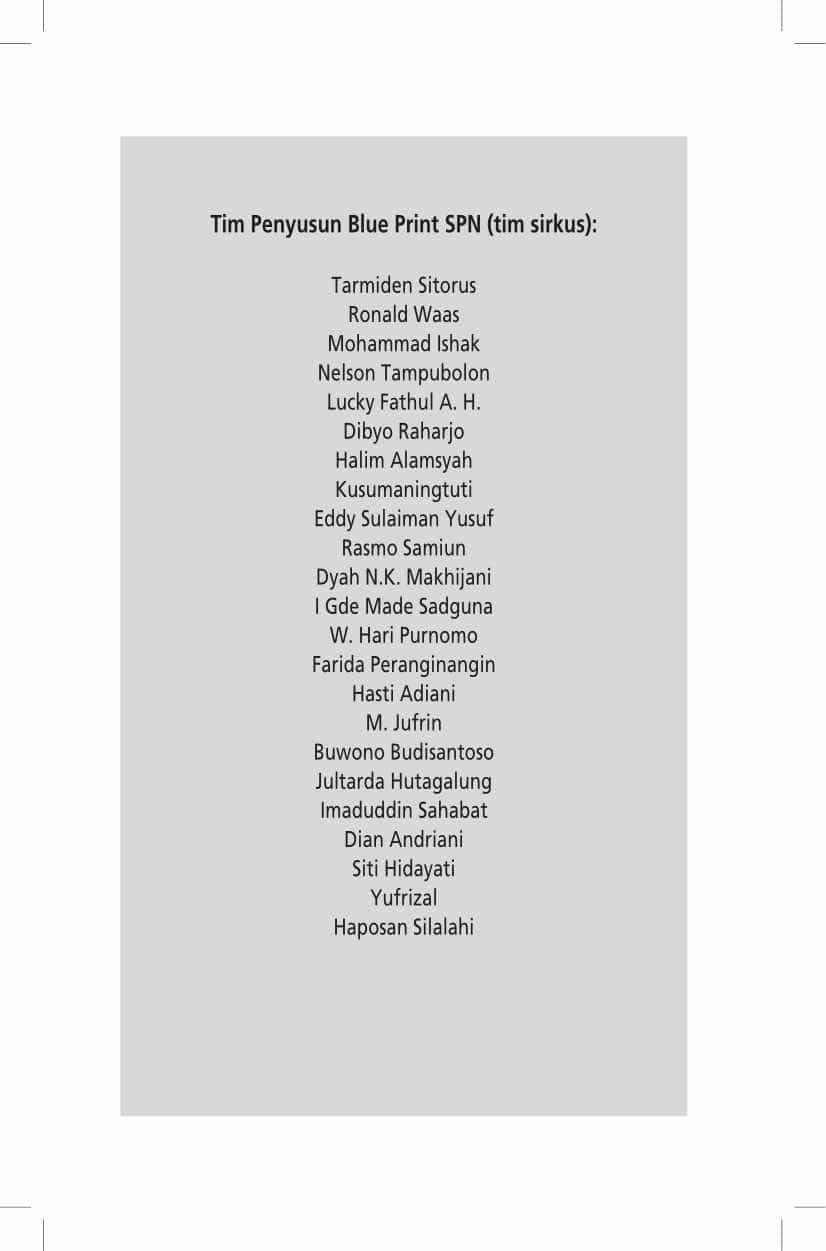 Tim Penyusun Blue Print SPN (tim sirkus):
Tarmiden Sitorus
Ronald Waas
Mohammad Ishak
Nelson Tampubolon
Lucky Fathul A. H.
Dibyo Raharjo
Halim Alamsyah
Kusumaningtuti
Eddy Sulaiman Yusuf
Rasmo Samiun
Dyah N.K. Makhijani
I Gde Made Sadguna
W. Hari Purnomo
Farida Peranginangin
Hasti Adiani
M. Jufrin
Buwono Budisantoso
Jultarda Hutagalung
Imaduddin Sahabat
Dian Andriani
Siti Hidayati
Yufrizal
Haposan Silalahi